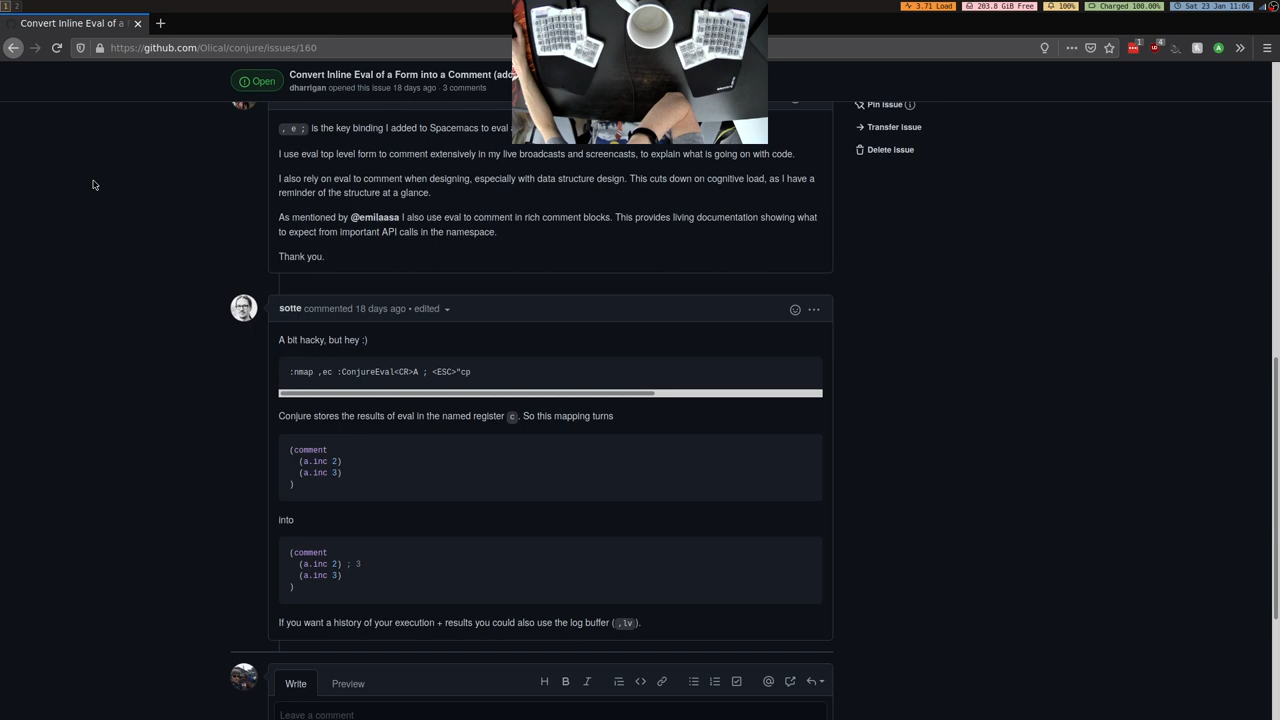 1 2
3.71 Load
203.8 GiB Free
100%
Charged 100.00%
Sat 23 Jan 11:06
Convert Inline Eval of a F
https://github.com/Olical/conjure/issues/160
Open
Convert Inline Eval of a Form into a Comment (add
dharrigan opened this issue 18 days ago · 3 comments
Pin issue
Transfer issue
Delete issue
, e ; is the key binding I added to Spacemacs to eval
I use eval top level form to comment extensively in my live broadcasts and screencasts, to explain what is going on with code.
I also rely on eval to comment when designing, especially with data structure design. This cuts down on cognitive load, as I have a
reminder of the structure at a glance.
As mentioned by @emilaasa I also use eval to comment in rich comment blocks. This provides living documentation showing what
to expect from important API calls in the namespace.
Thank you.
sotte commented 18 days ago • edited
A bit hacky, but hey :)
:nmap ,ec :ConjureEval<CR>A ; <ESC>"cp
Conjure stores the results of eval in the named register c. So this mapping turns
(comment
(a.inc 2)
(a.inc 3)
)
into
(comment
(a.inc 2) ; 3
(a.inc 3)
)
If you want a history of your execution + results you could also use the log buffer (,lv).
Write Preview
Leave a comment